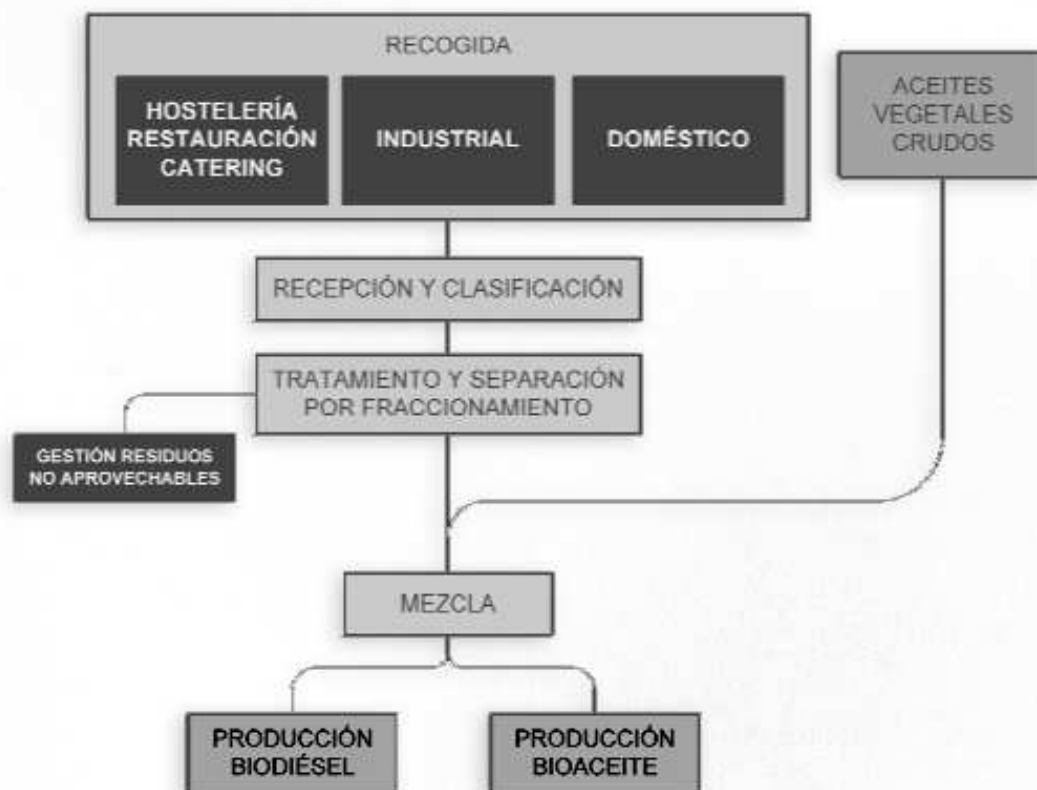 RECOGIDA
HOSTELERÍA
RESTAURACIÓN
CATERING
INDUSTRIAL
DOMÉSTICO
ACEITES
VEGETALES
CRUDOS
RECEPCIÓN Y CLASIFICACIÓN
TRATAMIENTO Y SEPARACIÓN
POR FRACCIONAMIENTO
GESTIÓN RESIDUOS
NO APROVECHABLES
MEZCLA
PRODUCCIÓN
BIODIÉSEL
PRODUCCIÓN
BIOACEITE